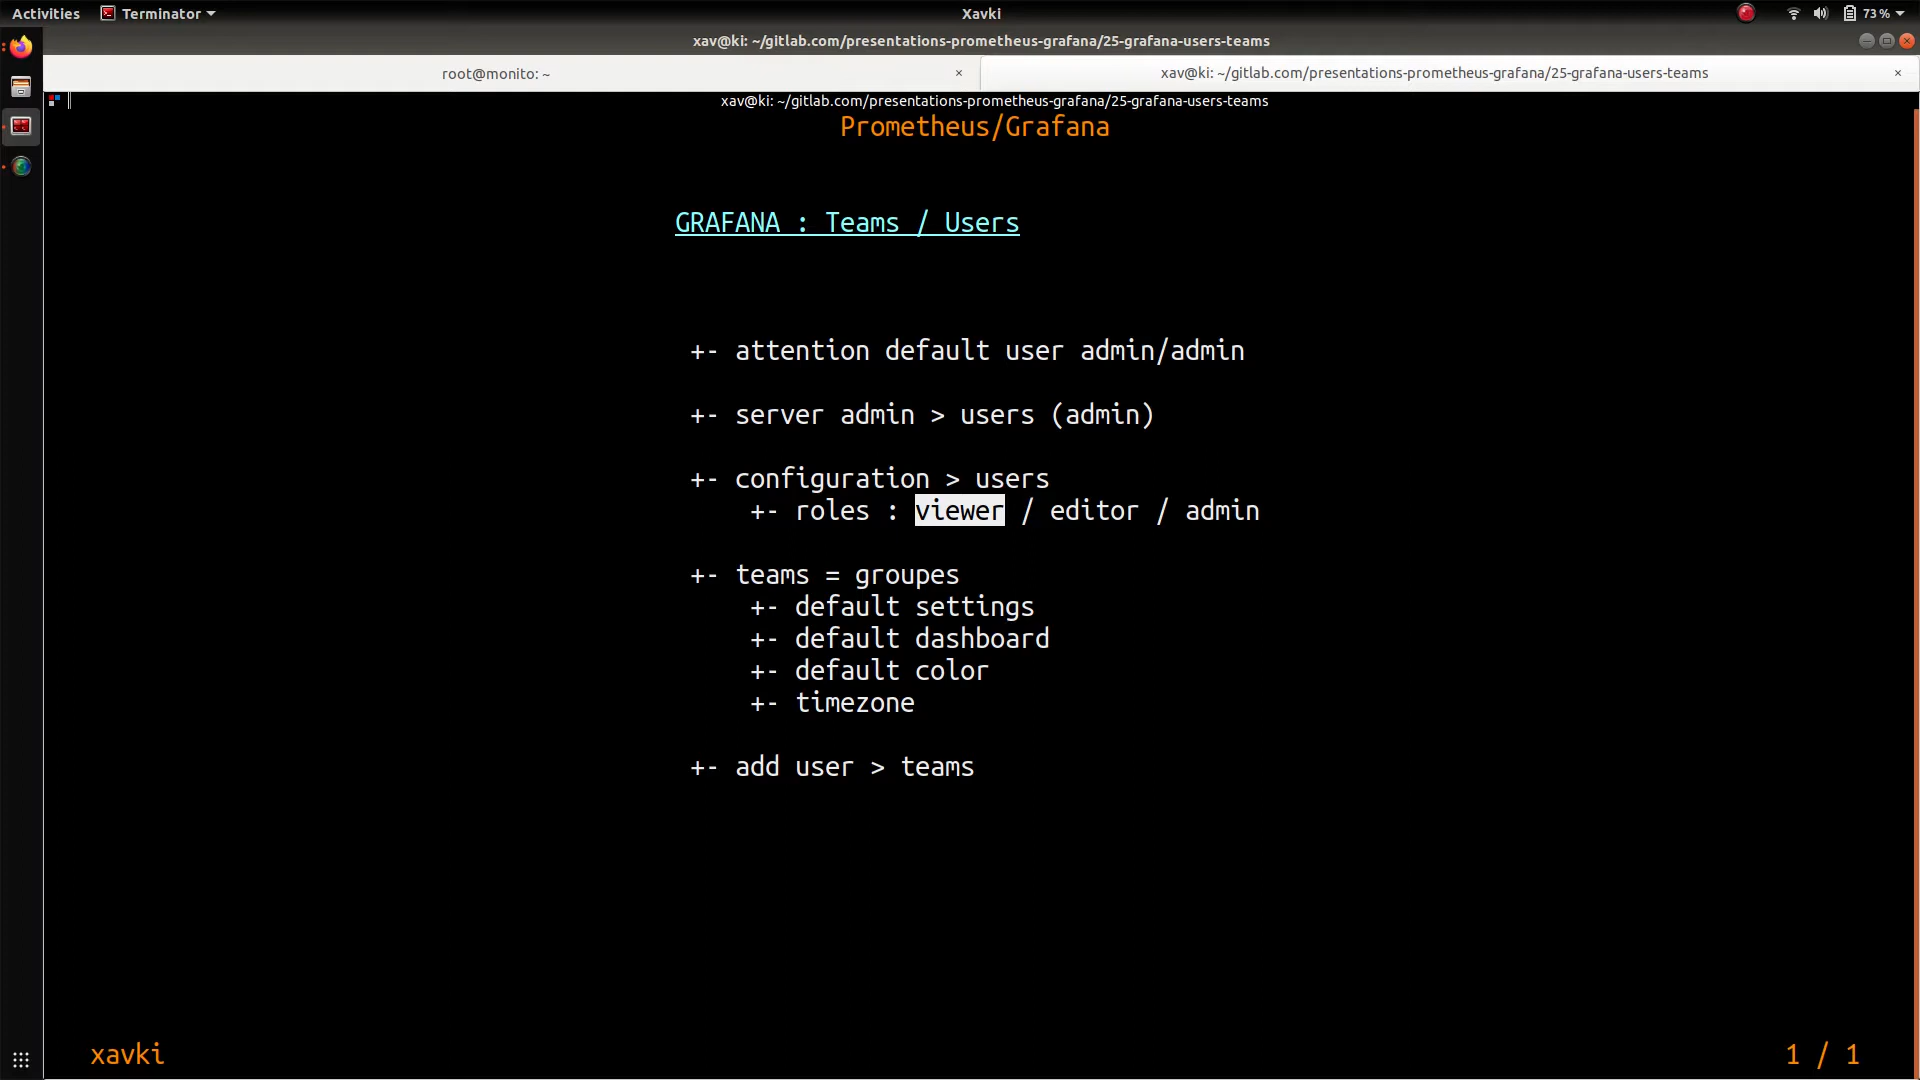 Activities Terminator Xavki 73 %
xav@ki: ~/gitlab.com/presentations-prometheus-grafana/25-grafana-users-teams
root@monito: ~ × xav@ki: ~/gitlab.com/presentations-prometheus-grafana/25-grafana-users-teams ×
xav@ki: ~/gitlab.com/presentations-prometheus-grafana/25-grafana-users-teams
Prometheus/Grafana
GRAFANA : Teams / Users
+- attention default user admin/admin
+- server admin > users (admin)
+- configuration > users
+- roles : viewer / editor / admin
+- teams = groupes
+- default settings
+- default dashboard
+- default color
+- timezone
+- add user > teams
xavki 1 / 1